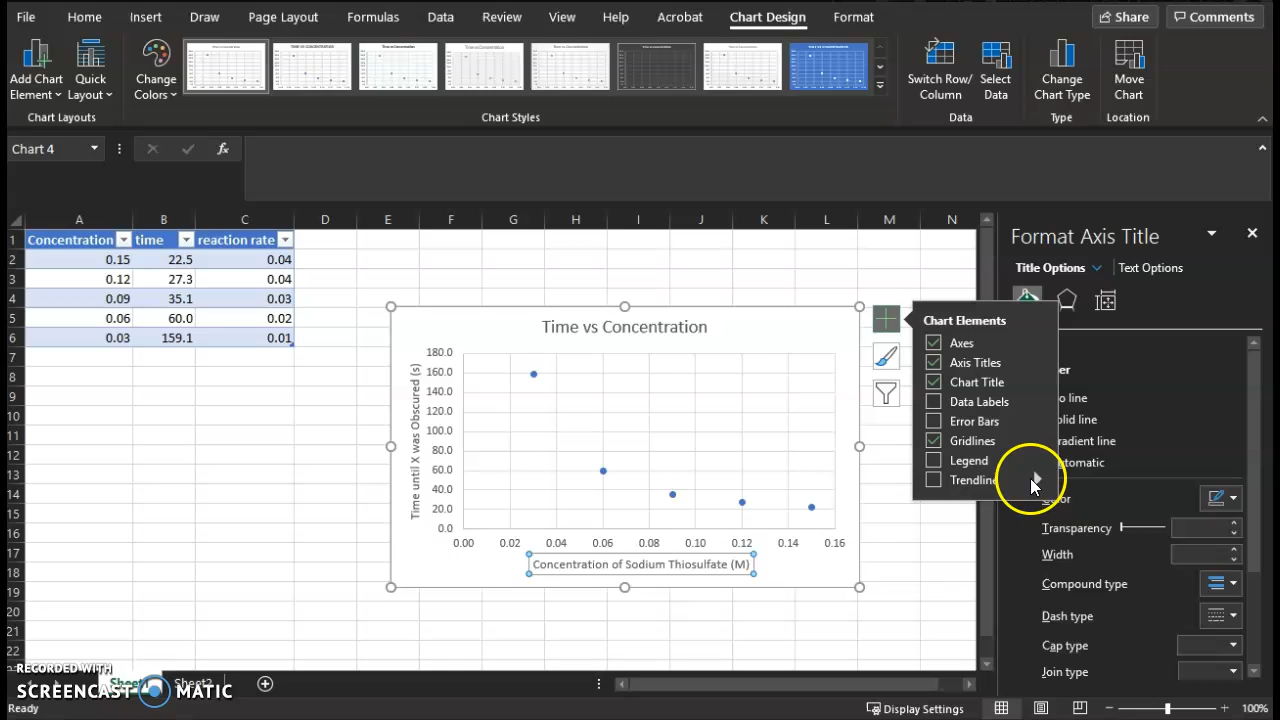 File Home Insert Draw Page Layout Formulas Data Review View Help Acrobat Chart Design Format Share Comments
Add Chart Element
Quick Layout
Change Colors
Switch Row/ Column
Select Data
Change Chart Type
Move Chart
Chart Layouts Chart Styles Data Type Location
Chart 4 fx
A B C D E F G H I J K L M N
1 Concentration time reaction rate
2 0.15 22.5 0.04
3 0.12 27.3 0.04
4 0.09 35.1 0.03
5 0.06 60.0 0.02
6 0.03 159.1 0.01
7
8
9
10
11
12
13
14
15
16
17
18
19
20
21
22
Time vs Concentration
Time until X was Obscured (s)
180.0
160.0
140.0
120.0
100.0
80.0
60.0
40.0
20.0
0.0
0.00 0.02 0.04 0.06 0.08 0.10 0.12 0.14 0.16
Concentration of Sodium Thiosulfate (M)
Chart Elements
Axes
Axis Titles
Chart Title
Data Labels
Error Bars
Gridlines
Legend
Trendline
Format Axis Title
Title Options Text Options
er
o line
olid line
radient line
utomatic
Color
Transparency
Width
Compound type
Dash type
Cap type
Join type
RECORDED WITH
SCREENCAST MATIC
Sheet2
Ready Display Settings 100%